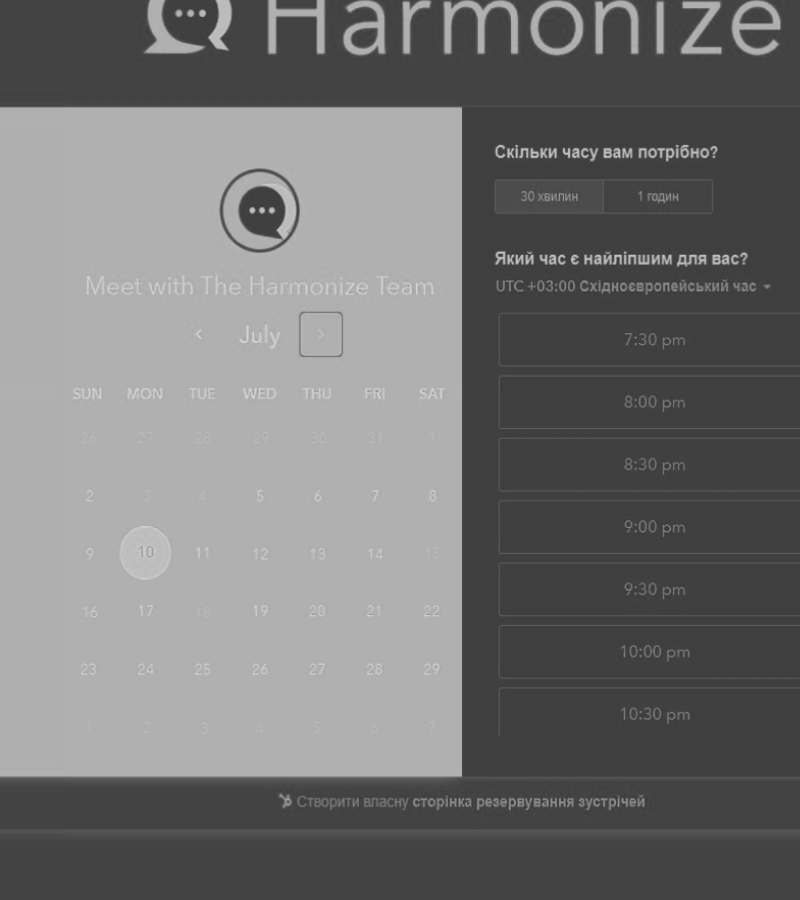 Harmonize
Meet with The Harmonize Team
July
SUN MON TUE WED THU FRI SAT
26 27 28 29 30 31 1
2 3 4 5 6 7 8
9 10 11 12 13 14 15
16 17 18 19 20 21 22
23 24 25 26 27 28 29
1 2 3 4 5 6 7
Скільки часу вам потрібно?
30 хвилин 1 годин
Який час є найліпшим для вас?
UTC +03:00 Східноєвропейський час
7:30 pm
8:00 pm
8:30 pm
9:00 pm
9:30 pm
10:00 pm
10:30 pm
Створити власну сторінка резервування зустрічей